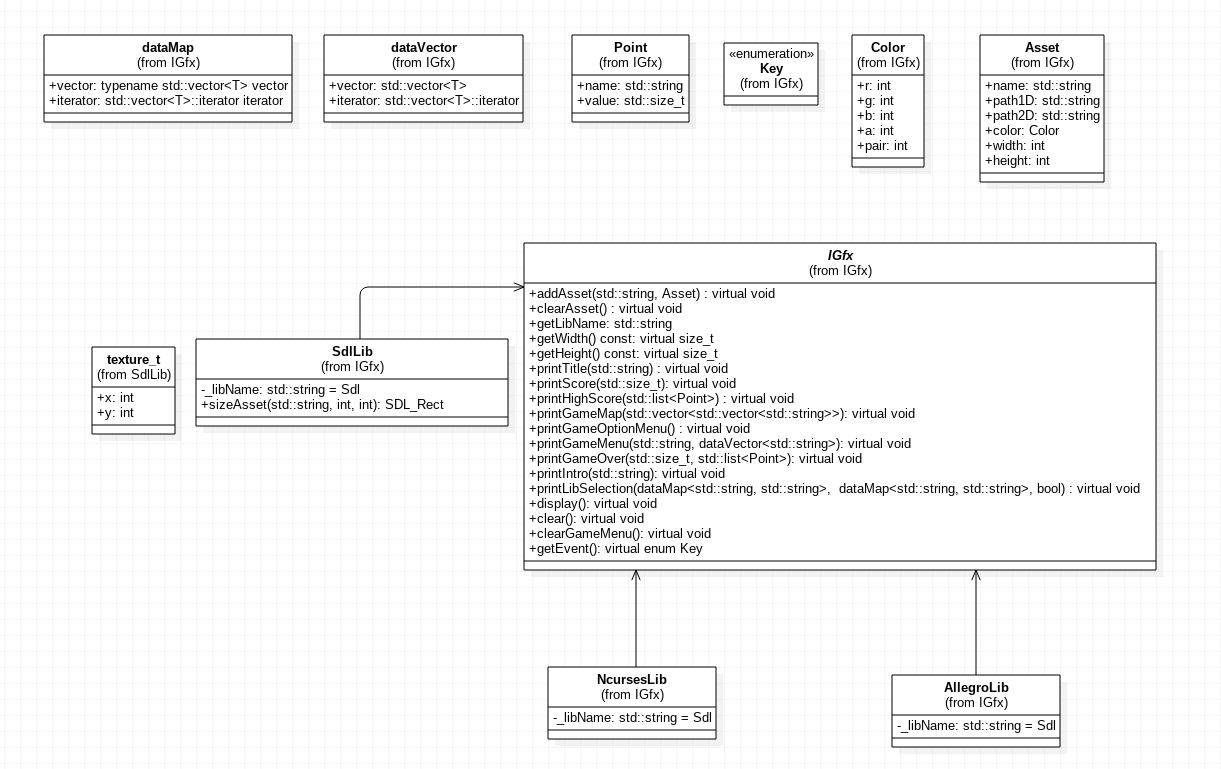 dataMap
(from IGfx)
+vector: typename std::vector<T> vector
+iterator: std::vector<T>::iterator iterator
dataVector
(from IGfx)
+vector: std::vector<T>
+iterator: std::vector<T>::iterator
Point
(from IGfx)
+name: std::string
+value: std::size_t
«enumeration»
Key
(from IGfx)
Color
(from IGfx)
+r: int
+g: int
+b: int
+a: int
+pair: int
Asset
(from IGfx)
+name: std::string
+path1D: std::string
+path2D: std::string
+color: Color
+width: int
+height: int
IGfx
(from IGfx)
+addAsset(std::string, Asset) : virtual void
+clearAsset() : virtual void
+getLibName: std::string
+getWidth() const: virtual size_t
+getHeight() const: virtual size_t
+printTitle(std::string) : virtual void
+printScore(std::size_t): virtual void
+printHighScore(std::list<Point>) : virtual void
+printGameMap(std::vector<std::vector<std::string>>): virtual void
+printGameOptionMenu() : virtual void
+printGameMenu(std::string, dataVector<std::string>): virtual void
+printGameOver(std::size_t, std::list<Point>): virtual void
+printIntro(std::string): virtual void
+printLibSelection(dataMap<std::string, std::string>,  dataMap<std::string, std::string>, bool) : virtual void
+display(): virtual void
+clear(): virtual void
+clearGameMenu(): virtual void
+getEvent(): virtual enum Key
texture_t
(from SdlLib)
+x: int
+y: int
SdlLib
(from IGfx)
-_libName: std::string = Sdl
+sizeAsset(std::string, int, int): SDL_Rect
NcursesLib
(from IGfx)
-_libName: std::string = Sdl
AllegroLib
(from IGfx)
-_libName: std::string = Sdl